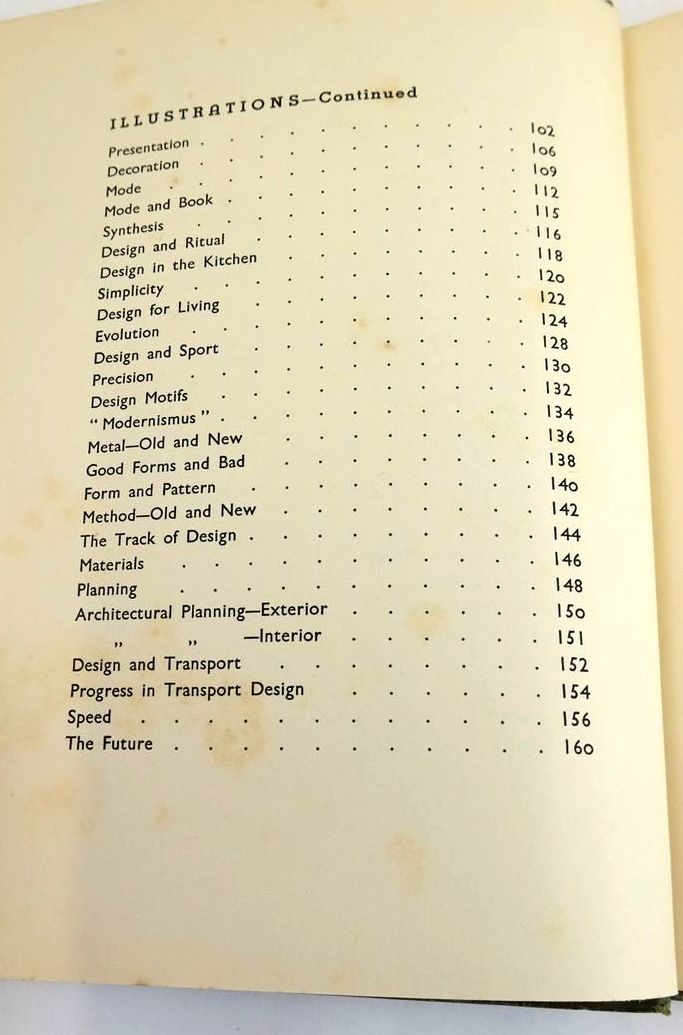 ILLUSTRATIONS—Continued
Presentation . . . . . . . . . . 102
Decoration . . . . . . . . . . 106
Mode . . . . . . . . . . . 109
Mode and Book . . . . . . . . . 112
Synthesis . . . . . . . . . . 115
Design and Ritual . . . . . . . . 116
Design in the Kitchen . . . . . . . 118
Simplicity . . . . . . . . . . 120
Design for Living . . . . . . . . 122
Evolution . . . . . . . . . . 124
Design and Sport . . . . . . . . 128
Precision . . . . . . . . . . 130
Design Motifs . . . . . . . . . 132
“Modernismus” . . . . . . . . . 134
Metal—Old and New . . . . . . . 136
Good Forms and Bad . . . . . . . 138
Form and Pattern . . . . . . . . 140
Method—Old and New . . . . . . . 142
The Track of Design . . . . . . . . 144
Materials . . . . . . . . . . 146
Planning . . . . . . . . . . 148
Architectural Planning—Exterior . . . . . . 150
„ „ —Interior . . . . . . 151
Design and Transport . . . . . . . 152
Progress in Transport Design . . . . . . 154
Speed . . . . . . . . . . . 156
The Future . . . . . . . . . . 160